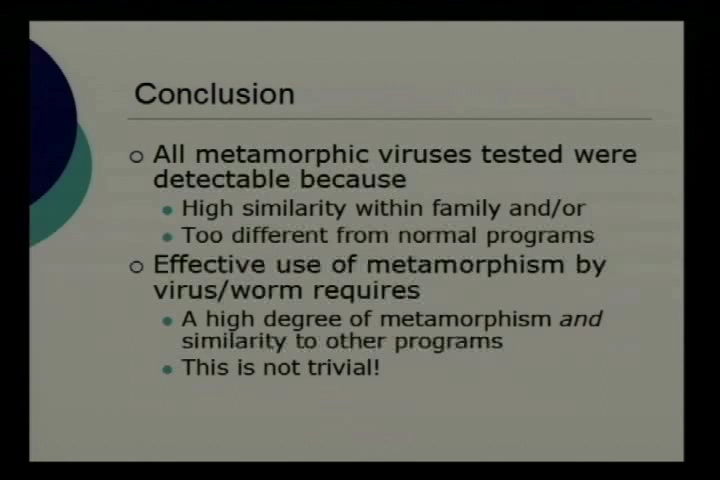 Conclusion
All metamorphic viruses tested were
detectable because
High similarity within family and/or
Too different from normal programs
Effective use of metamorphism by
virus/worm requires
A high degree of metamorphism and
similarity to other programs
This is not trivial!